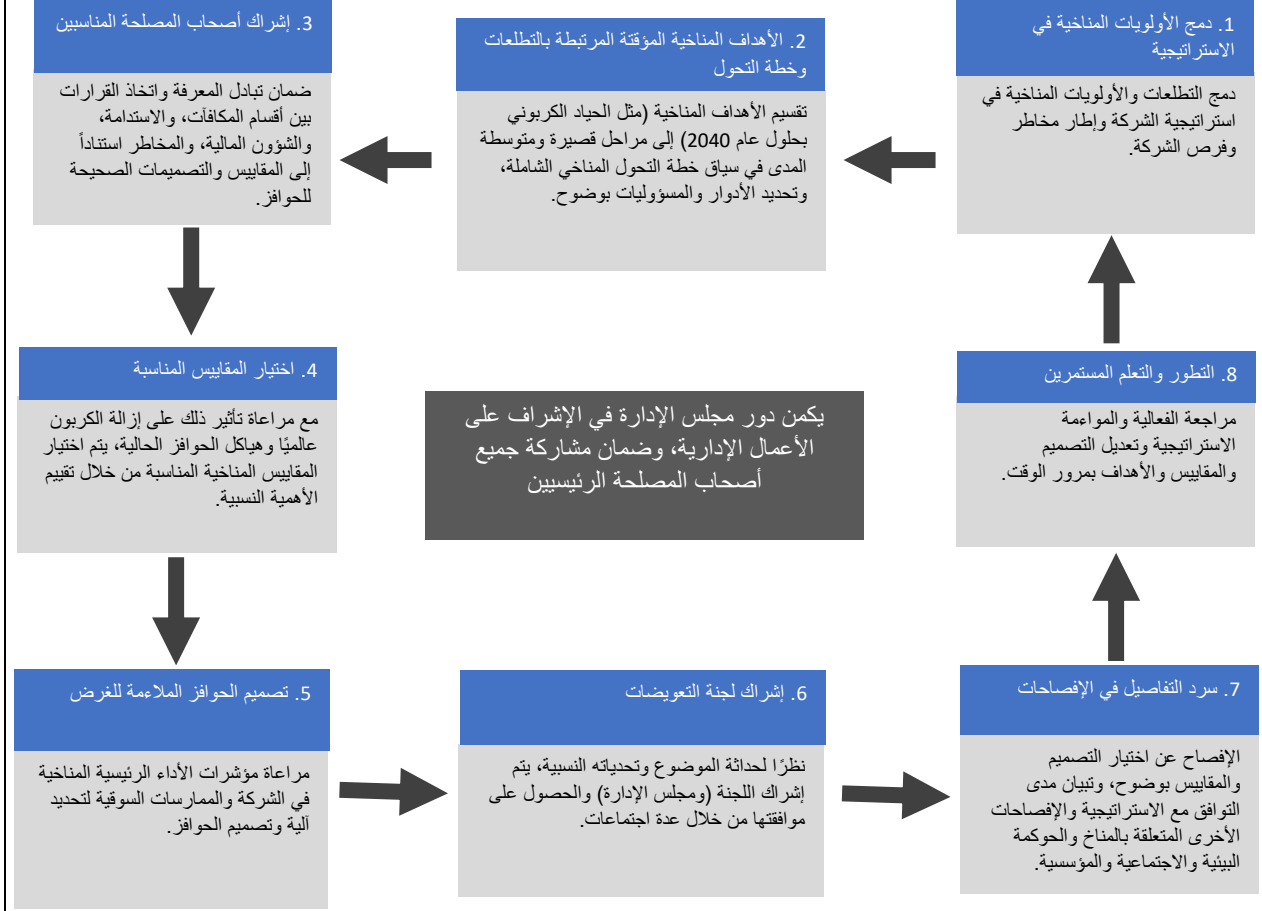 1. دمج الأولويات المناخية في
الاستراتيجية
دمج التطلعات والأولويات المناخية في
استراتيجية الشركة وإطار مخاطر
وفرص الشركة.
2. الأهداف المناخية المؤقتة المرتبطة بالتطلعات
وخطة التحول
تقسيم الأهداف المناخية (مثل الحياد الكربوني
بحلول عام 2040) إلى مراحل قصيرة ومتوسطة
المدى في سياق خطة التحول المناخي الشاملة،
وتحديد الأدوار والمسؤوليات بوضوح.
3. إشراك أصحاب المصلحة المناسبين
ضمان تبادل المعرفة واتخاذ القرارات
بين أقسام المكافآت، والاستدامة،
والشؤون المالية، والمخاطر استناداً
إلى المقاييس والتصميمات الصحيحة
للحوافز.
4. اختيار المقاييس المناسبة
مع مراعاة تأثير ذلك على إزالة الكربون
عالميًا وهياكل الحوافز الحالية، يتم اختيار
المقاييس المناخية المناسبة من خلال تقييم
الأهمية النسبية.
يكمن دور مجلس الإدارة في الإشراف على
الأعمال الإدارية، وضمان مشاركة جميع
أصحاب المصلحة الرئيسيين
5. تصميم الحوافز الملاءمة للغرض
مراعاة مؤشرات الأداء الرئيسية المناخية
في الشركة والممارسات السوقية لتحديد
آلية وتصميم الحوافز.
6. إشراك لجنة التعويضات
نظرًا لحداثة الموضوع وتحدياته النسبية، يتم
إشراك اللجنة (ومجلس الإدارة) والحصول على
موافقتها من خلال عدة اجتماعات.
7. سرد التفاصيل في الإفصاحات
الإفصاح عن اختيار التصميم
والمقاييس بوضوح، وتبيان مدى
التوافق مع الاستراتيجية والإفصاحات
الأخرى المتعلقة بالمناخ والحوكمة
البيئية والاجتماعية والمؤسسية.
8. التطور والتعلم المستمرين
مراجعة الفعالية والمواءمة
الاستراتيجية وتعديل التصميم
والمقاييس والأهداف بمرور الوقت.